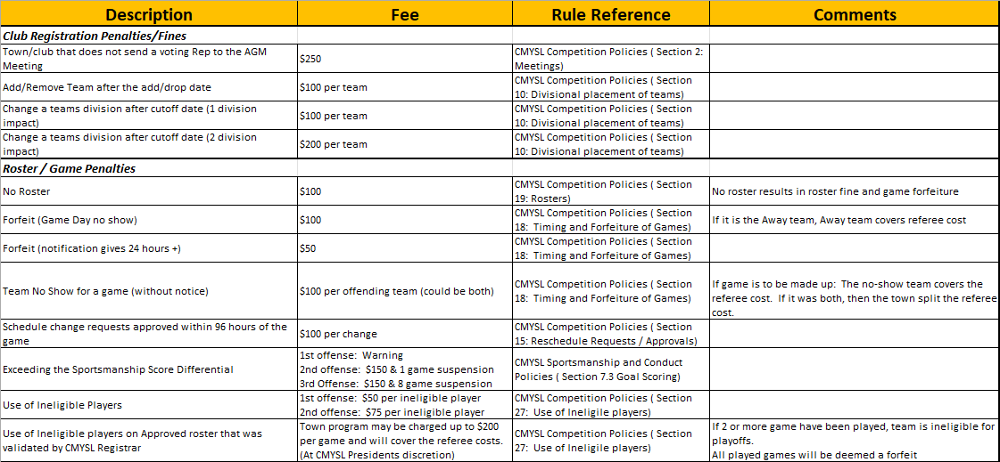 Description Fee Rule Reference Comments
Club Registration Penalties/Fines
Town/club that does not send a voting Rep to the AGM
Meeting
$250
CMYSL Competition Policies ( Section 2:
Meetings)
Add/Remove Team after the add/drop date
$100 per team
CMYSL Competition Policies ( Section
10: Divisional placement of teams)
Change a teams division after cutoff date (1 division
impact)
$100 per team
CMYSL Competition Policies ( Section
10: Divisional placement of teams)
Change a teams division after cutoff date (2 division
impact)
$200 per team
CMYSL Competition Policies ( Section
10: Divisional placement of teams)
Roster / Game Penalties
No Roster
$100
CMYSL Competition Policies ( Section
19: Rosters)
No roster results in roster fine and game forfeiture
Forfeit (Game Day no show)
$100
CMYSL Competition Policies ( Section
18:  Timing and Forfeiture of Games)
If it is the Away team, Away team covers referee cost
Forfeit (notification gives 24 hours +)
$50
CMYSL Competition Policies ( Section
18:  Timing and Forfeiture of Games)
Team No Show for a game (without notice)
$100 per offending team (could be both)
CMYSL Competition Policies ( Section
18:  Timing and Forfeiture of Games)
If game is to be made up:  The no-show team covers the
referee cost.  If it was both, then the town split the referee
cost.
Schedule change requests approved within 96 hours of the
game
$100 per change
CMYSL Competition Policies ( Section
15: Reschedule Requests / Approvals)
Exceeding the Sportsmanship Score Differential
1st offense:  Warning
2nd offense:  $150 & 1 game suspension
3rd Offense:  $150 & 8 game suspension
CMYSL Sportsmanship and Conduct
Policies ( Section 7.3 Goal Scoring)
Use of Ineligible Players
1st offense:  $50 per ineligible player
2nd offense:  $75 per ineligible player
CMYSL Competition Policies ( Section
27:  Use of Ineligile players)
Use of Ineligible players on Approved roster that was
validated by CMYSL Registrar
Town program may be charged up to $200
per game and will cover the referee costs.
(At CMYSL Presidents discretion)
CMYSL Competition Policies ( Section
27:  Use of Ineligile players)
If 2 or more game have been played, team is ineligible for
playoffs.
All played games will be deemed a forfeit